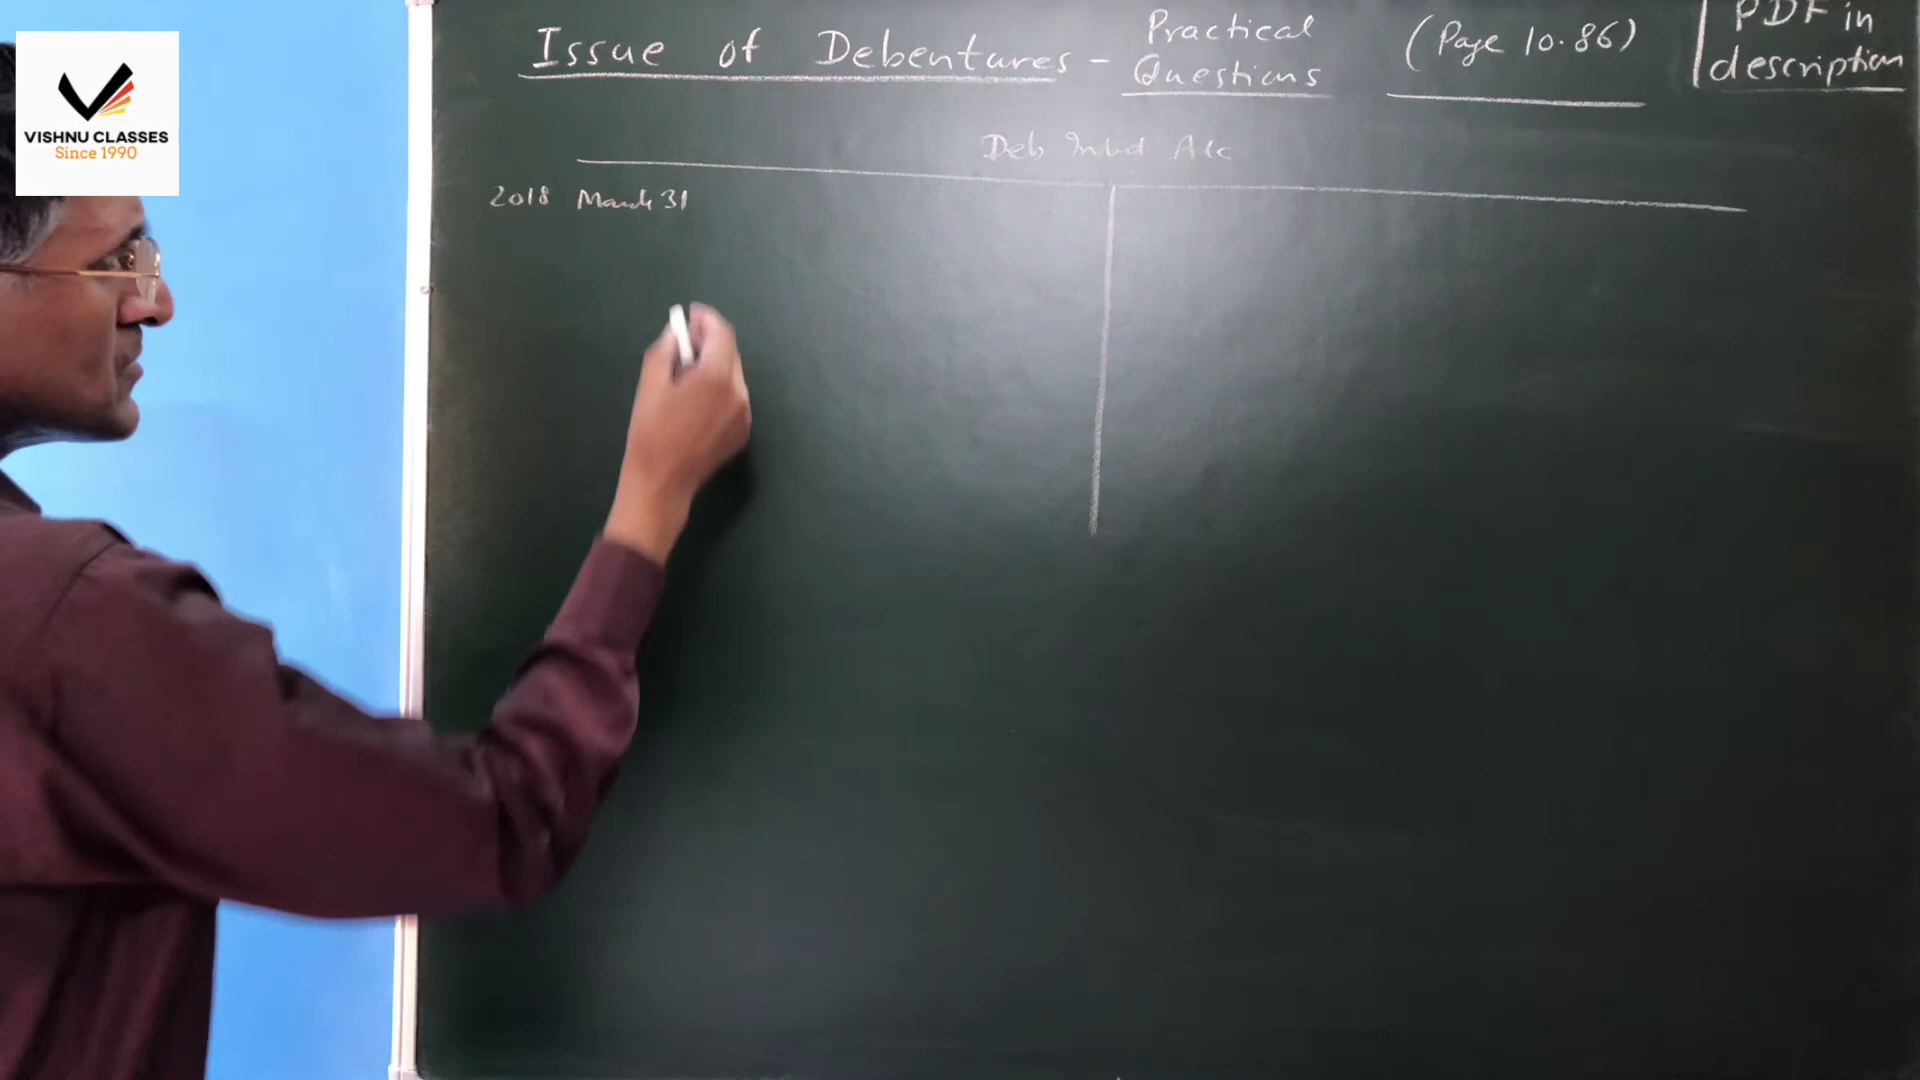 VISHNU CLASSES
Since 1990
Issue of Debentures - Practical Questions (Page 10.86)
PDF in
description
Deb A/c
2018 March 31